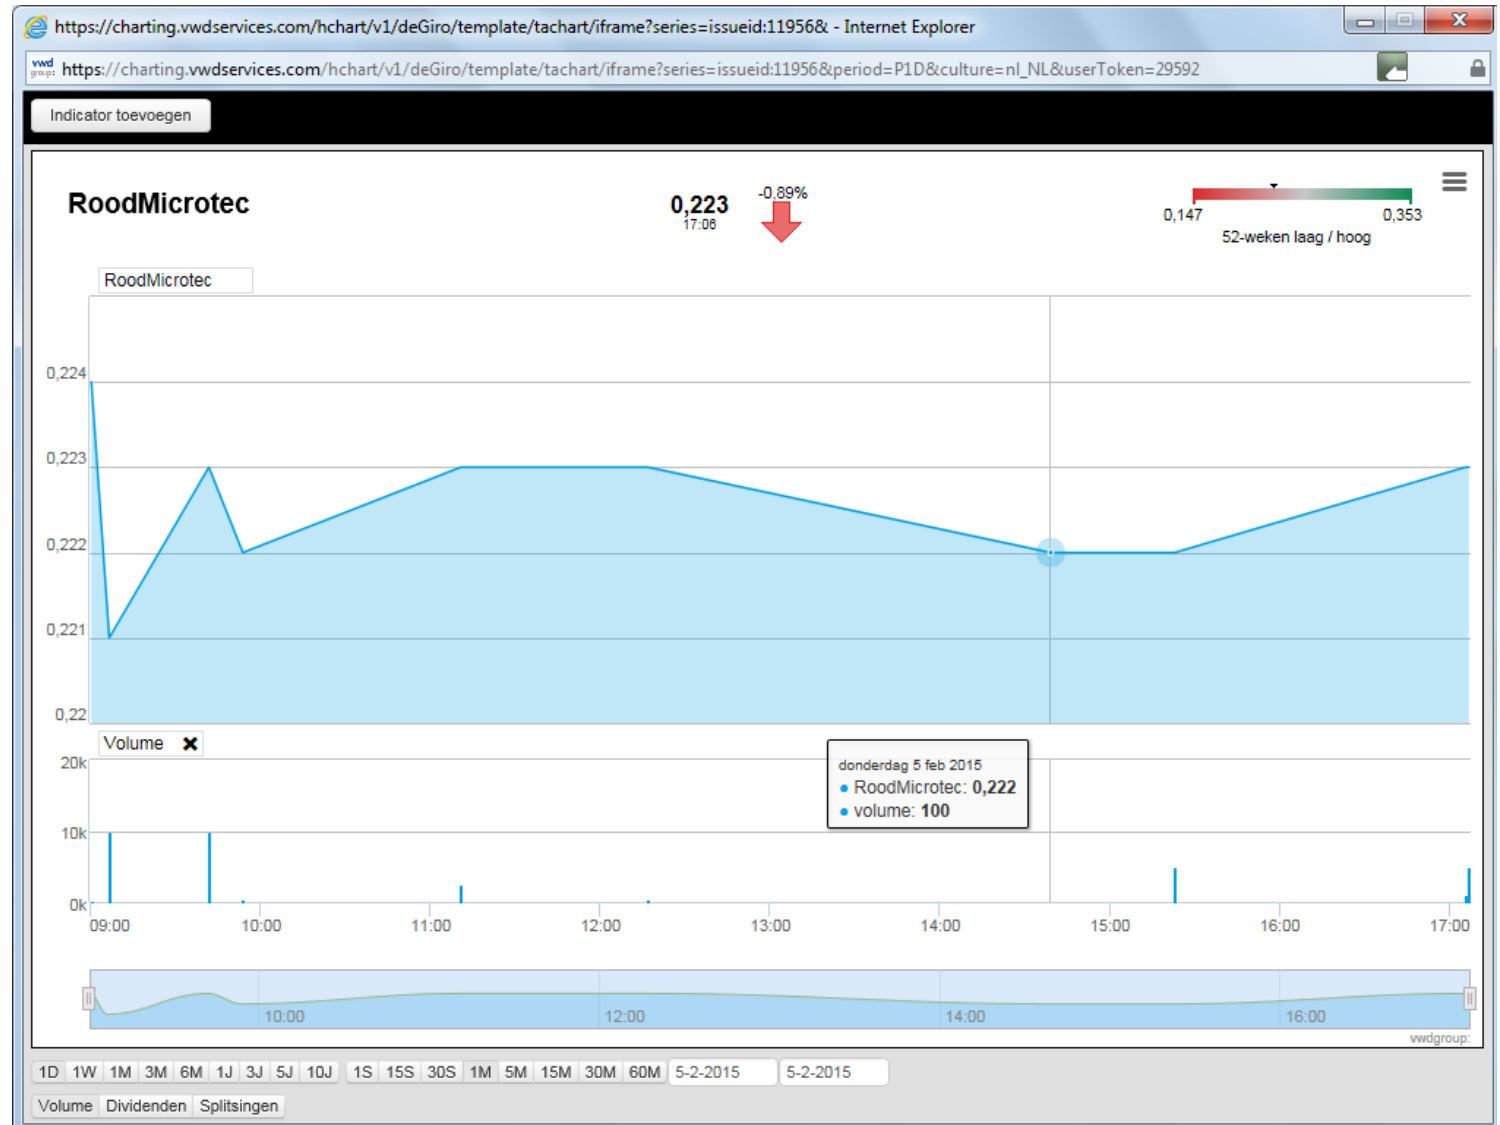 https://charting.vwdservices.com/hchart/v1/deGiro/template/tachart/iframe?series=issueid:11956& - Internet Explorer
vwd group: https://charting.vwdservices.com/hchart/v1/deGiro/template/tachart/iframe?series=issueid:11956&period=P1D&culture=nl_NL&userToken=29592
Indicator toevoegen
RoodMicrotec
0,223
17:06
-0,89%
0,147 0,353
52-weken laag / hoog
RoodMicrotec
0,224
0,223
0,222
0,221
0,22
Volume
20k
10k
0k
donderdag 5 feb 2015
RoodMicrotec: 0,222
volume: 100
09:00 10:00 11:00 12:00 13:00 14:00 15:00 16:00 17:00
10:00 12:00 14:00 16:00
vwdgroup:
1D 1W 1M 3M 6M 1J 3J 5J 10J 1S 15S 30S 1M 5M 15M 30M 60M 5-2-2015 5-2-2015
Volume Dividenden Splitsingen